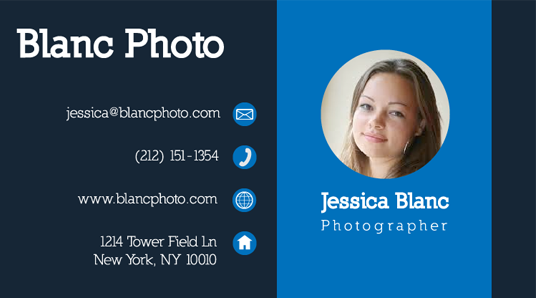 Blanc Photo
jessica@blancphoto.com
(212) 151-1354
www.blancphoto.com
1214 Tower Field Ln
New York, NY 10010
Jessica Blanc
Photographer